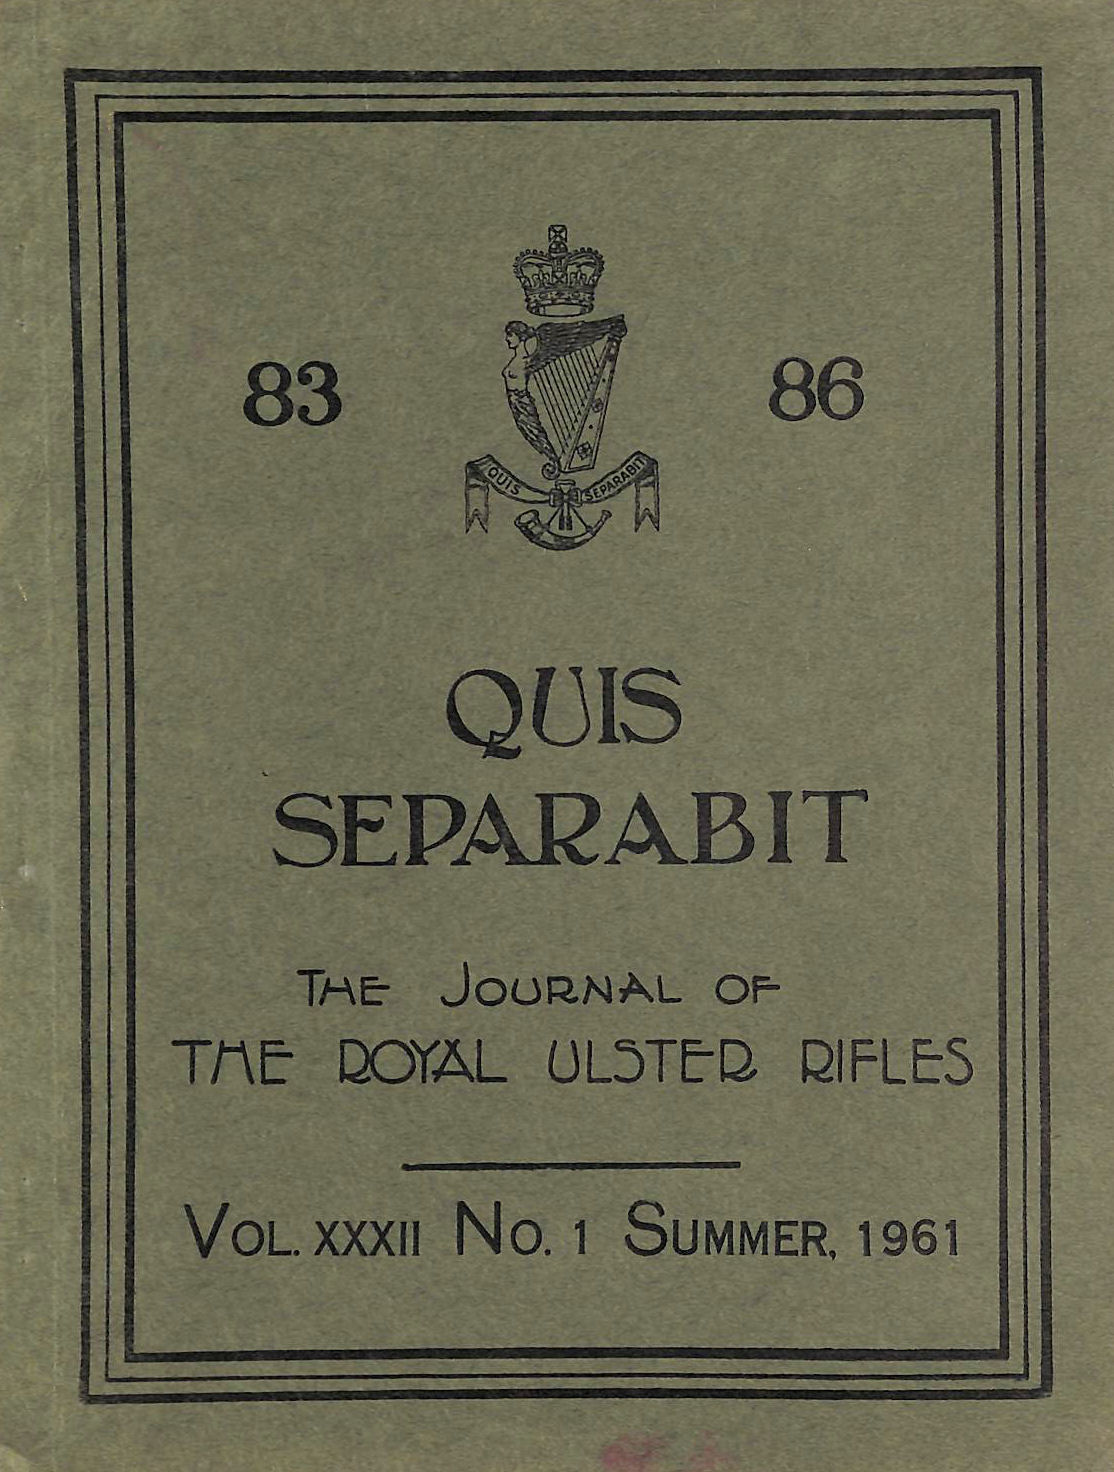 83
86
QUIS SEPARABIT
QUIS
SEPARABIT
THE JOURNAL OF
THE ROYAL ULSTER RIFLES
VOL. XXXII NO. 1 SUMMER, 1961